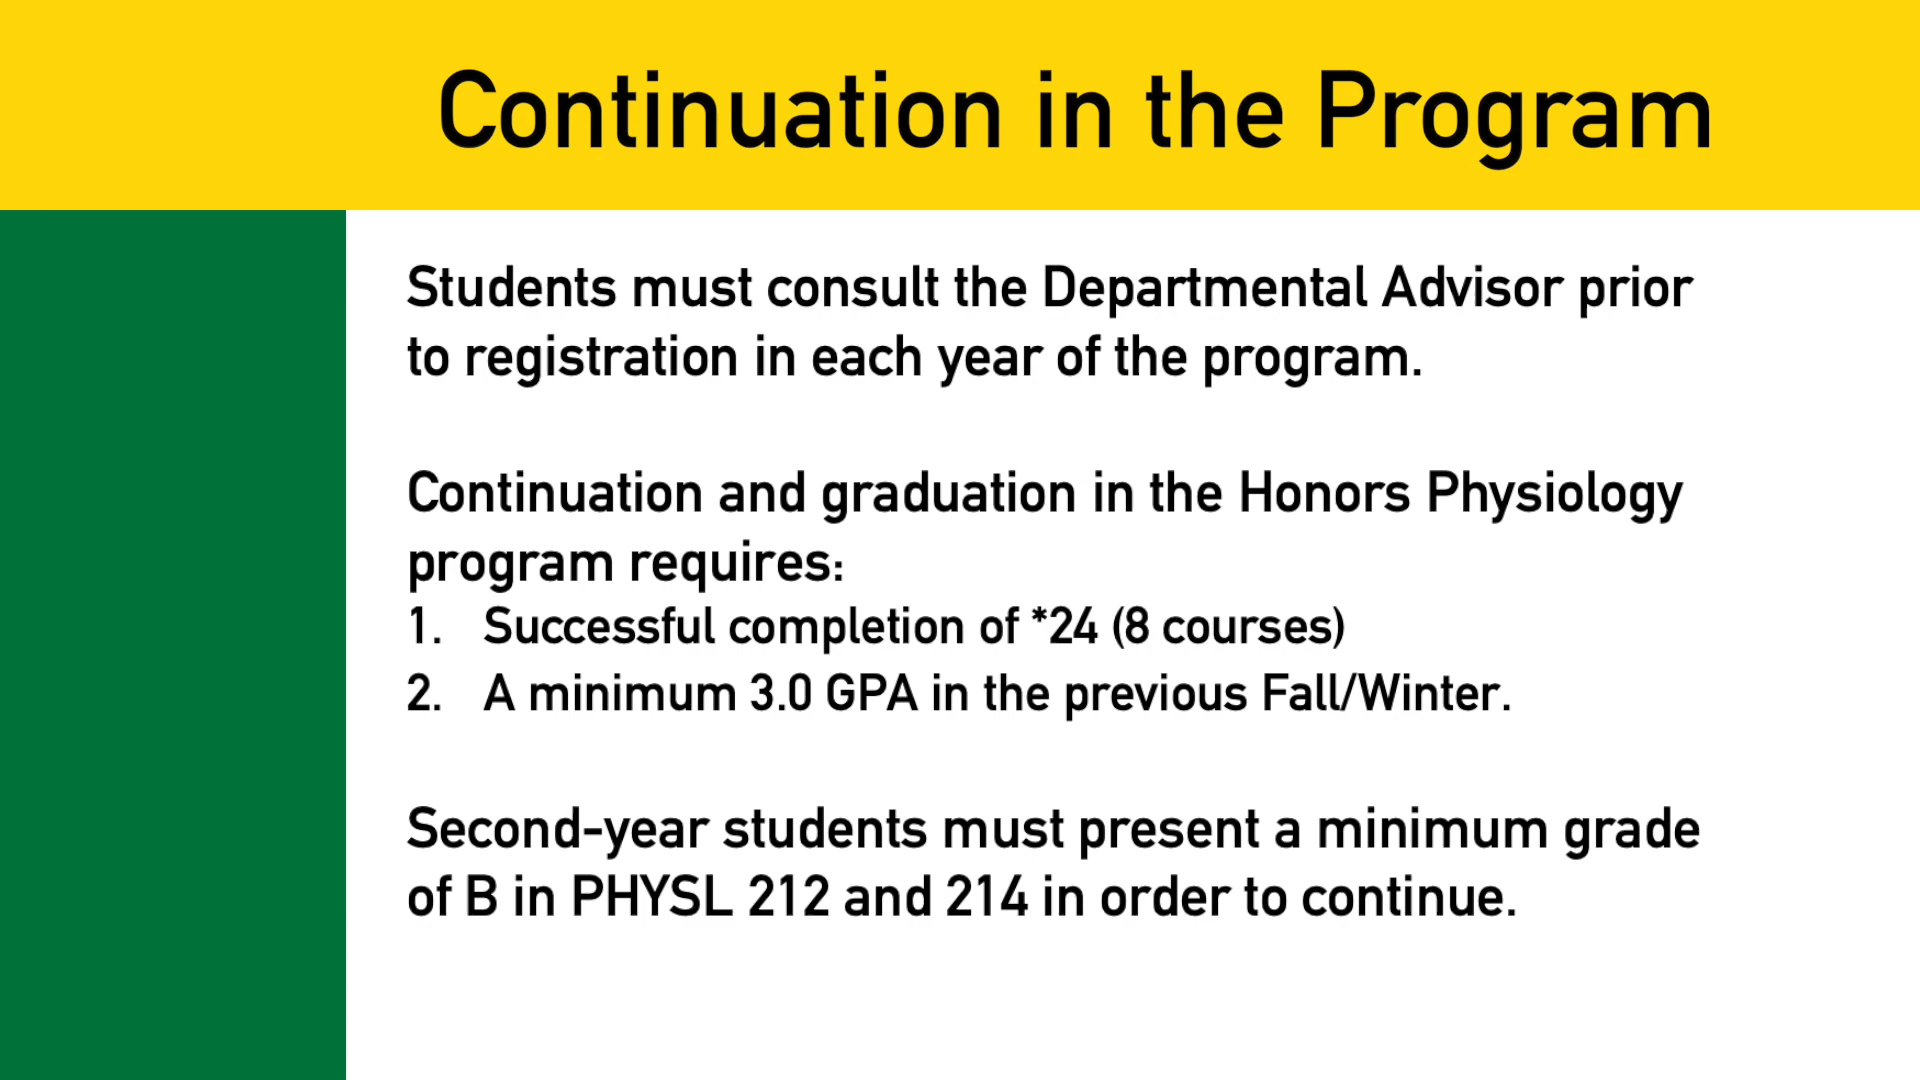 Continuation in the Program
Students must consult the Departmental Advisor prior
to registration in each year of the program.
Continuation and graduation in the Honors Physiology
program requires:
1. Successful completion of *24 (8 courses)
2. A minimum 3.0 GPA in the previous Fall/Winter.
Second-year students must present a minimum grade
of B in PHYSL 212 and 214 in order to continue.